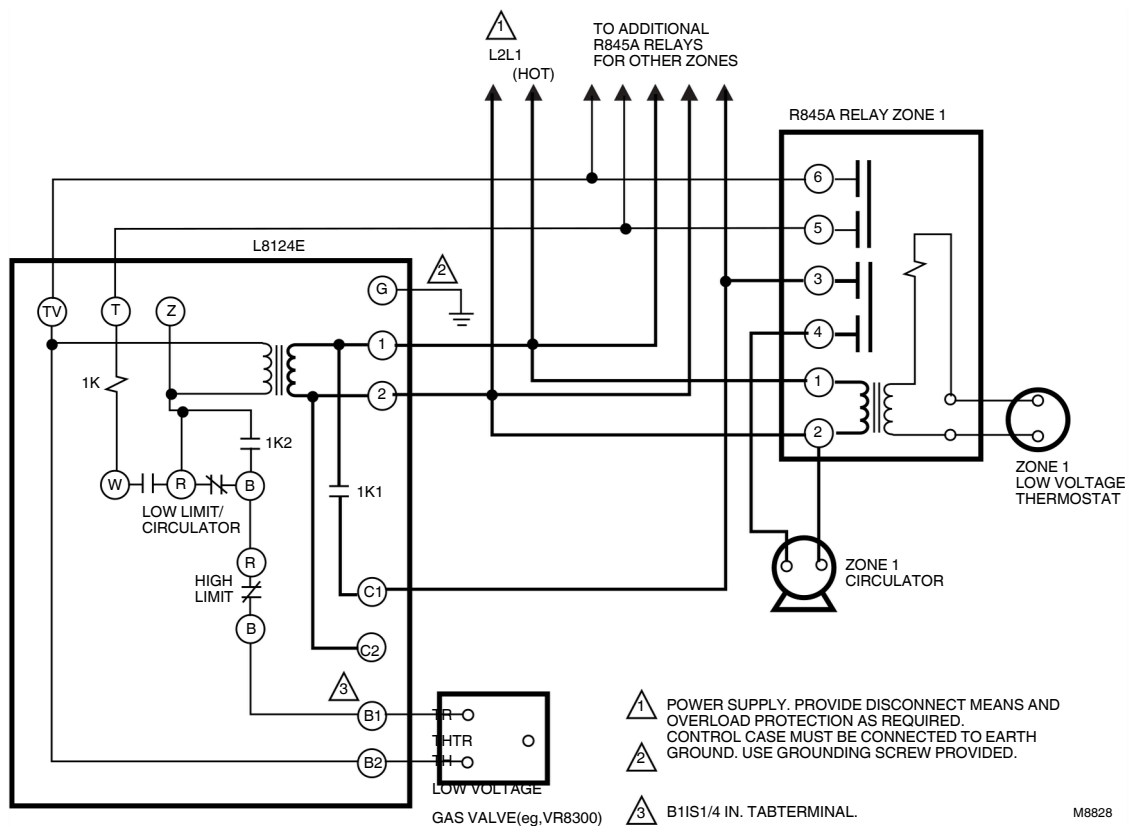 1
L2L1
(HOT)
TO ADDITIONAL
R845A RELAYS
FOR OTHER ZONES
R845A RELAY ZONE 1
6
5
3
4
1
2
L8124E
TV
T
Z
G
2
1
2
1K
1K2
1K1
W
R
B
LOW LIMIT/
CIRCULATOR
R
HIGH
LIMIT
B
C1
C2
3
B1
B2
TR
THTR
TH
LOW VOLTAGE
GAS VALVE(eg,VR8300)
ZONE 1
LOW VOLTAGE
THERMOSTAT
ZONE 1
CIRCULATOR
1 POWER SUPPLY. PROVIDE DISCONNECT MEANS AND
OVERLOAD PROTECTION AS REQUIRED.
2 CONTROL CASE MUST BE CONNECTED TO EARTH
GROUND. USE GROUNDING SCREW PROVIDED.
3 B1IS1/4 IN. TABTERMINAL.
M8828